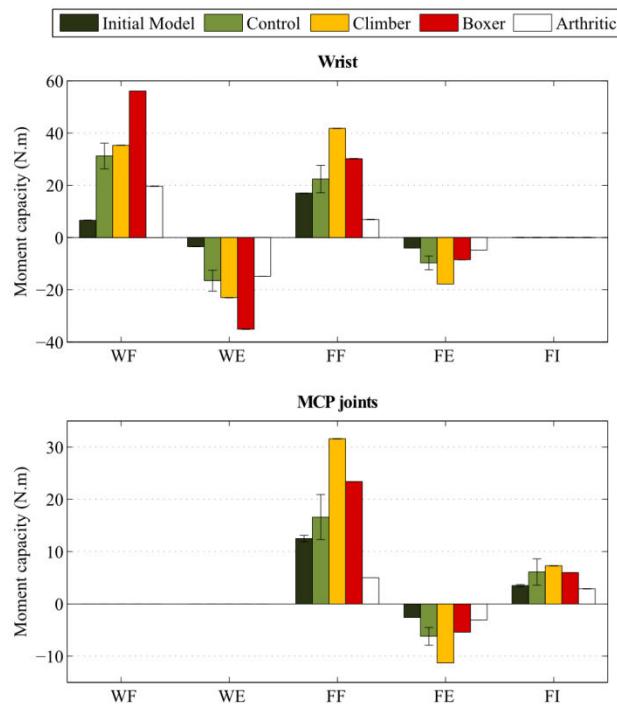 Initial Model Control Climber Boxer Arthritic
Wrist
Moment capacity (N.m)
60
40
20
0
−20
−40
WF WE FF FE FI
MCP joints
Moment capacity (N.m)
30
20
10
0
−10
WF WE FF FE FI